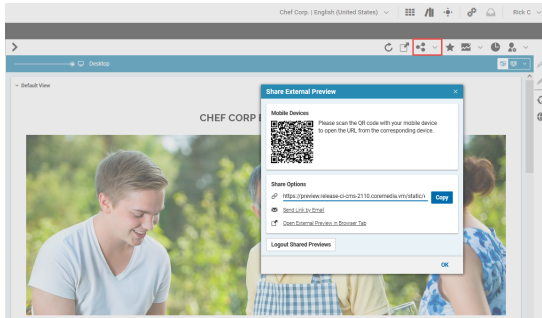 Chef Corp. | English (United States)
Rick C
Desktop
Default View
CHEF CORP
Share External Preview
Mobile Devices
Please scan the QR code with your mobile device
to open the URL from the corresponding device.
Share Options
https://preview.release-ci-cms-2110.coremedia.vm/static/
Copy
Send Link by Email
Open External Preview in Browser Tab
Logout Shared Previews
OK